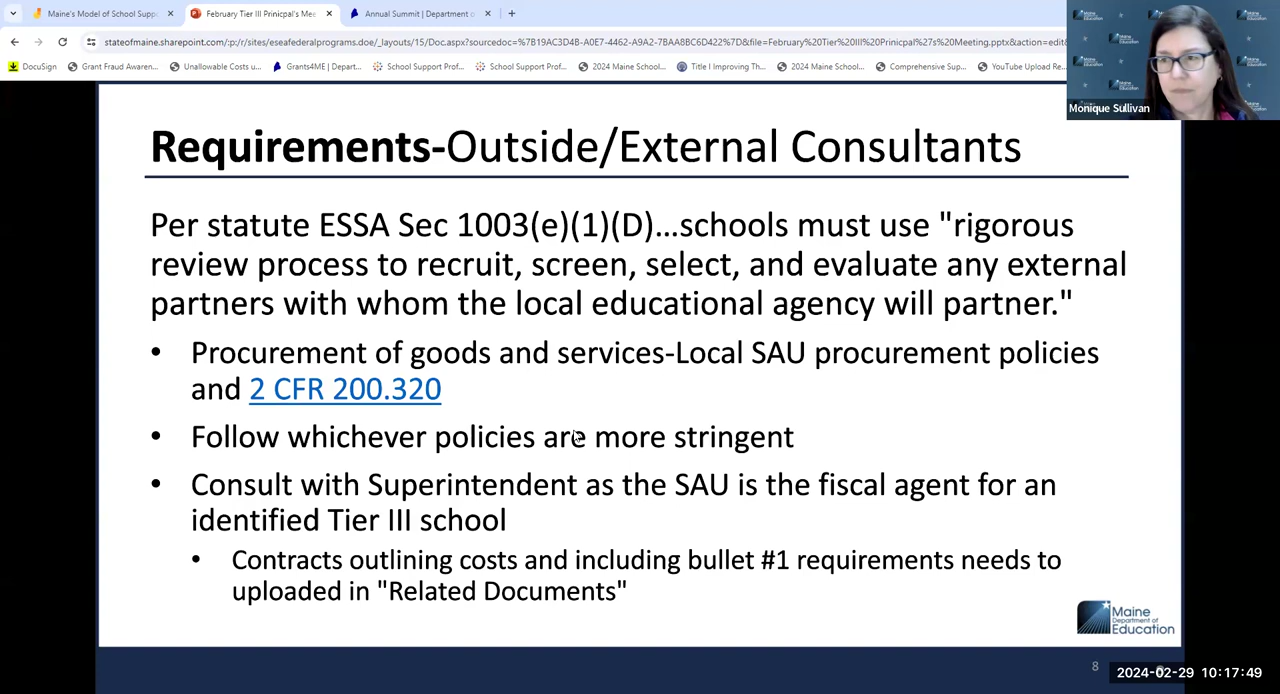 Maine's Model of School Suppo
February Tier III Prinicpal's Mee
Annual Summit | Department o
stateofmaine.sharepoint.com/:p:/r/sites/eseafederalprograms.doe/_layouts/15/Doc.aspx?sourcedoc=%7B19AC3D4B-A0E7-4462-A9A2-7BAA8BC6D422%7D&file=February%20Tier%20III%20Prinicpal%27s%20Meeting.pptx&action=edit&
DocuSign
Grant Fraud Awaren...
Unallowable Costs u...
Grants4ME | Depart...
School Support Prof...
School Support Prof...
2024 Maine School...
Title I Improving Th...
2024 Maine School...
Comprehensive Sup...
YouTube Upload Re
Monique Sullivan
Requirements-Outside/External Consultants
Per statute ESSA Sec 1003(e)(1)(D)...schools must use "rigorous
review process to recruit, screen, select, and evaluate any external
partners with whom the local educational agency will partner."
• Procurement of goods and services-Local SAU procurement policies
and 2 CFR 200.320
• Follow whichever policies are more stringent
• Consult with Superintendent as the SAU is the fiscal agent for an
identified Tier III school
• Contracts outlining costs and including bullet #1 requirements needs to
uploaded in "Related Documents"
Maine
Department of
Education
8
2024-02-29 10:17:49